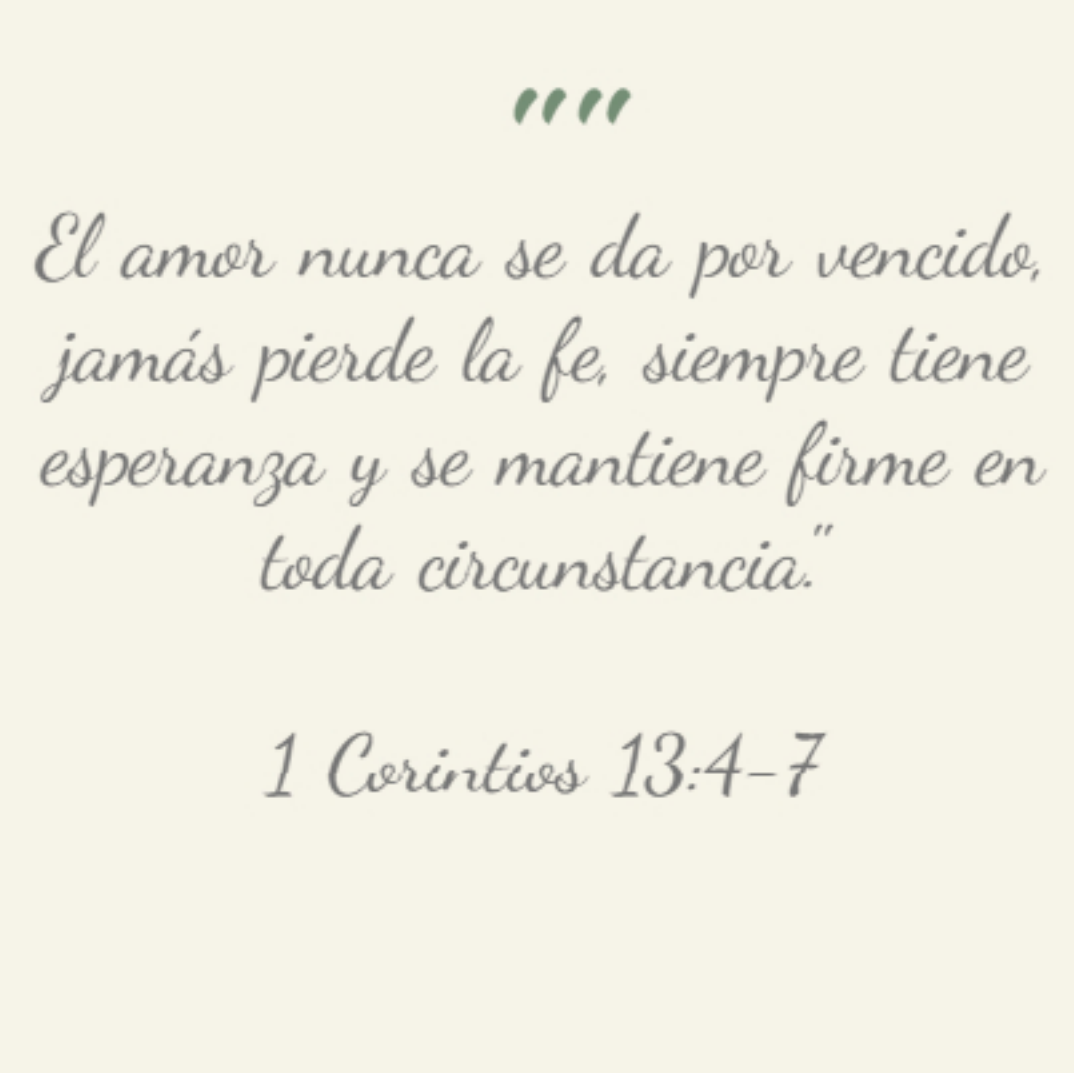 ""
El amor nunca se da por vencido,
jamás pierde la fe, siempre tiene
esperanza y se mantiene firme en
toda circunstancia."
1 Corintios 13:4-7